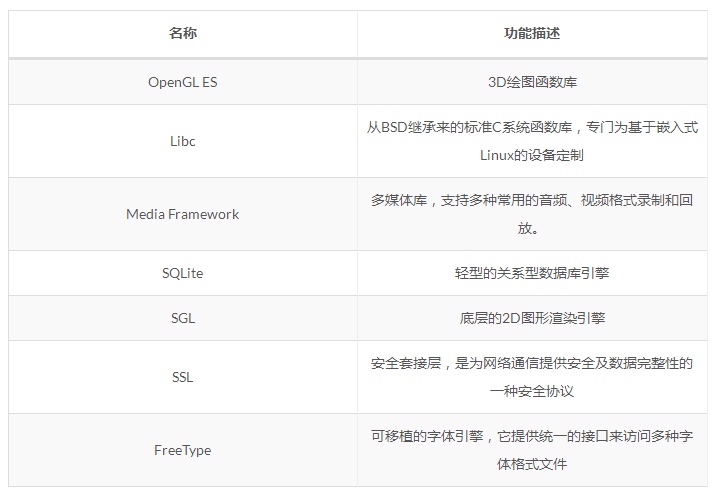 名称 功能描述
OpenGL ES 3D绘图函数库
Libc 从BSD继承来的标准C系统函数库，专门为基于嵌入式
Linux的设备定制
Media Framework 多媒体库，支持多种常用的音频、视频格式录制和回
放。
SQLite 轻型的关系型数据库引擎
SGL 底层的2D图形渲染引擎
SSL 安全套接层，是为网络通信提供安全及数据完整性的
一种安全协议
FreeType 可移植的字体引擎，它提供统一的接口来访问多种字
体格式文件